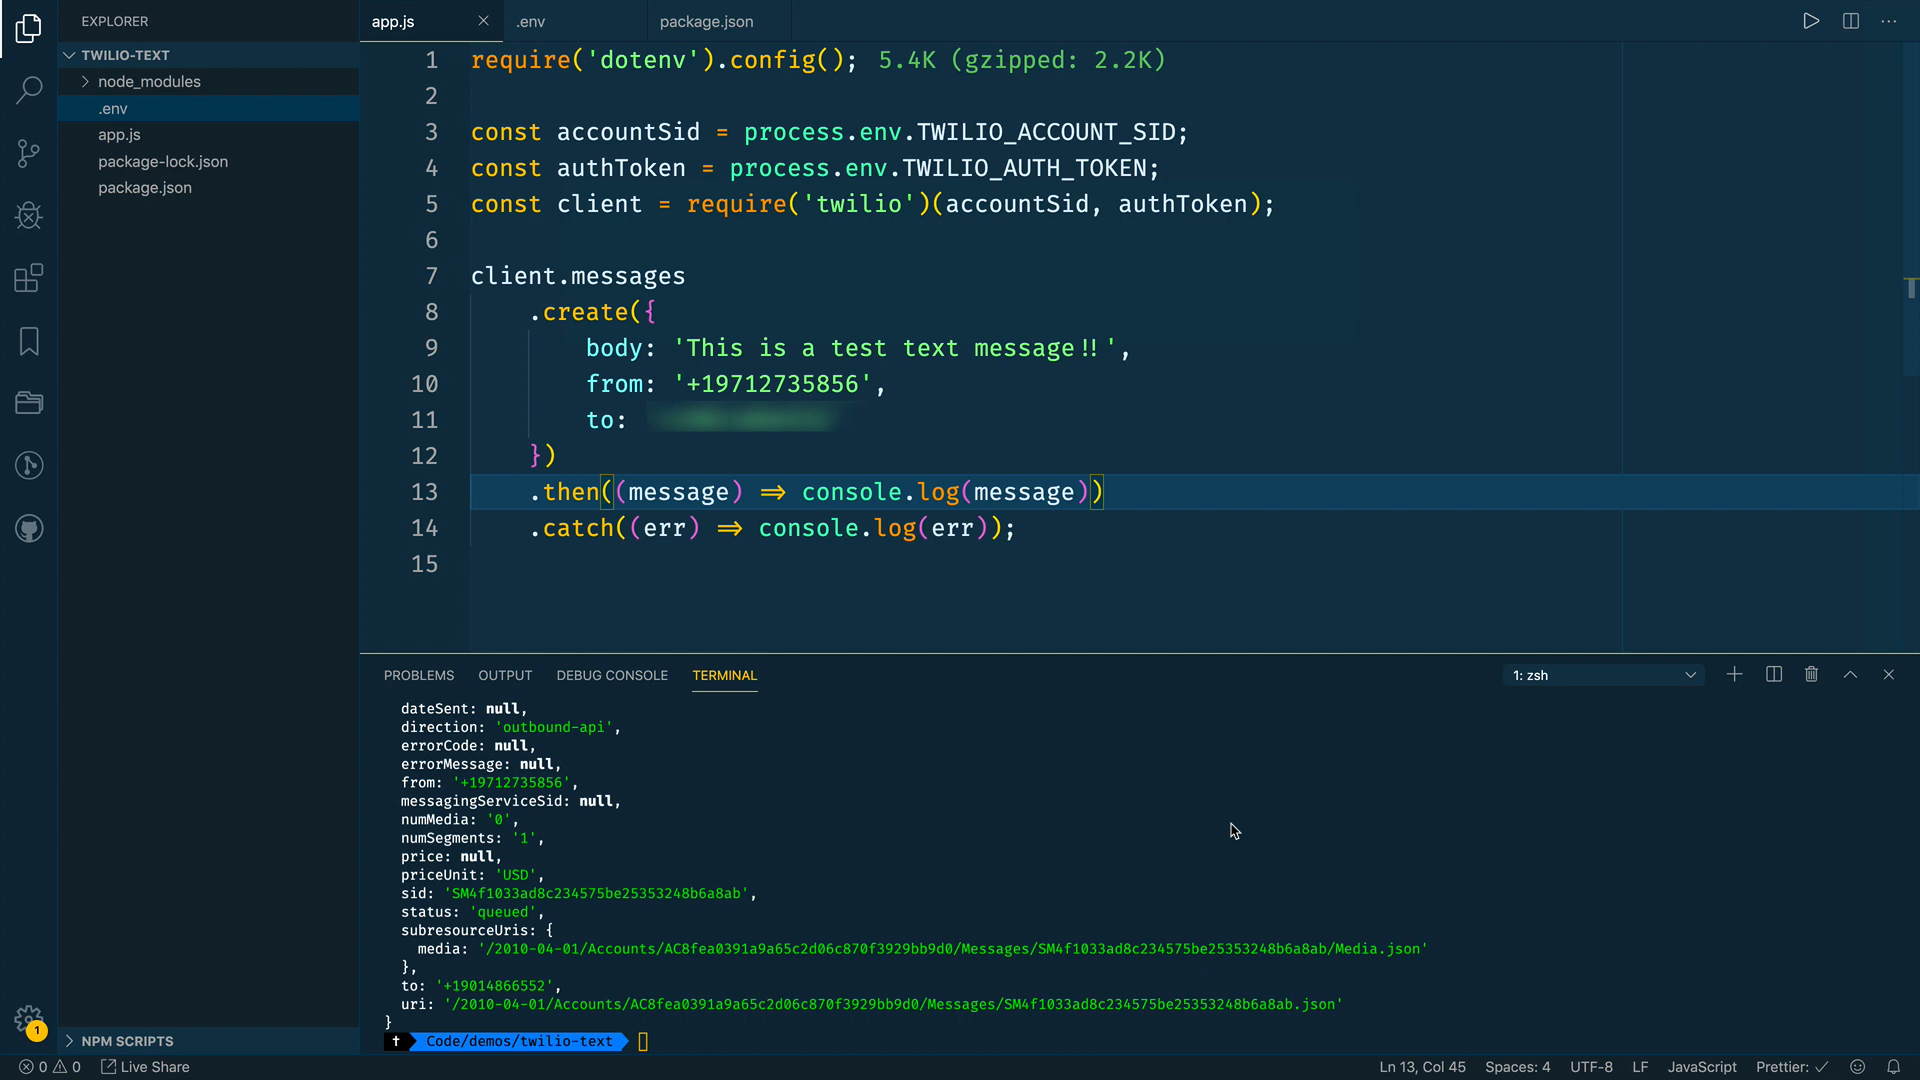 EXPLORER
TWILIO-TEXT
node_modules
.env
app.js
package-lock.json
package.json
NPM SCRIPTS
1
app.js
.env
package.json
1 require('dotenv').config(); 5.4K (gzipped: 2.2K)
2
3 const accountSid = process.env.TWILIO_ACCOUNT_SID;
4 const authToken = process.env.TWILIO_AUTH_TOKEN;
5 const client = require('twilio')(accountSid, authToken);
6
7 client.messages
8 .create({
9 body: 'This is a test text message!!',
10 from: '+19712735856',
11 to:
12 })
13 .then((message) => console.log(message))
14 .catch((err) => console.log(err));
15
PROBLEMS OUTPUT DEBUG CONSOLE TERMINAL 1: zsh
dateSent: null,
direction: 'outbound-api',
errorCode: null,
errorMessage: null,
from: '+19712735856',
messagingServiceSid: null,
numMedia: '0',
numSegments: '1',
price: null,
priceUnit: 'USD',
sid: 'SM4f1033ad8c234575be25353248b6a8ab',
status: 'queued',
subresourceUris: {
media: '/2010-04-01/Accounts/AC8fea0391a9a65c2d06c870f3929bb9d0/Messages/SM4f1033ad8c234575be25353248b6a8ab/Media.json'
},
to: '+19014866552',
uri: '/2010-04-01/Accounts/AC8fea0391a9a65c2d06c870f3929bb9d0/Messages/SM4f1033ad8c234575be25353248b6a8ab.json'
}
Code/demos/twilio-text
0 0 Live Share Ln 13, Col 45 Spaces: 4 UTF-8 LF JavaScript Prettier: ✓